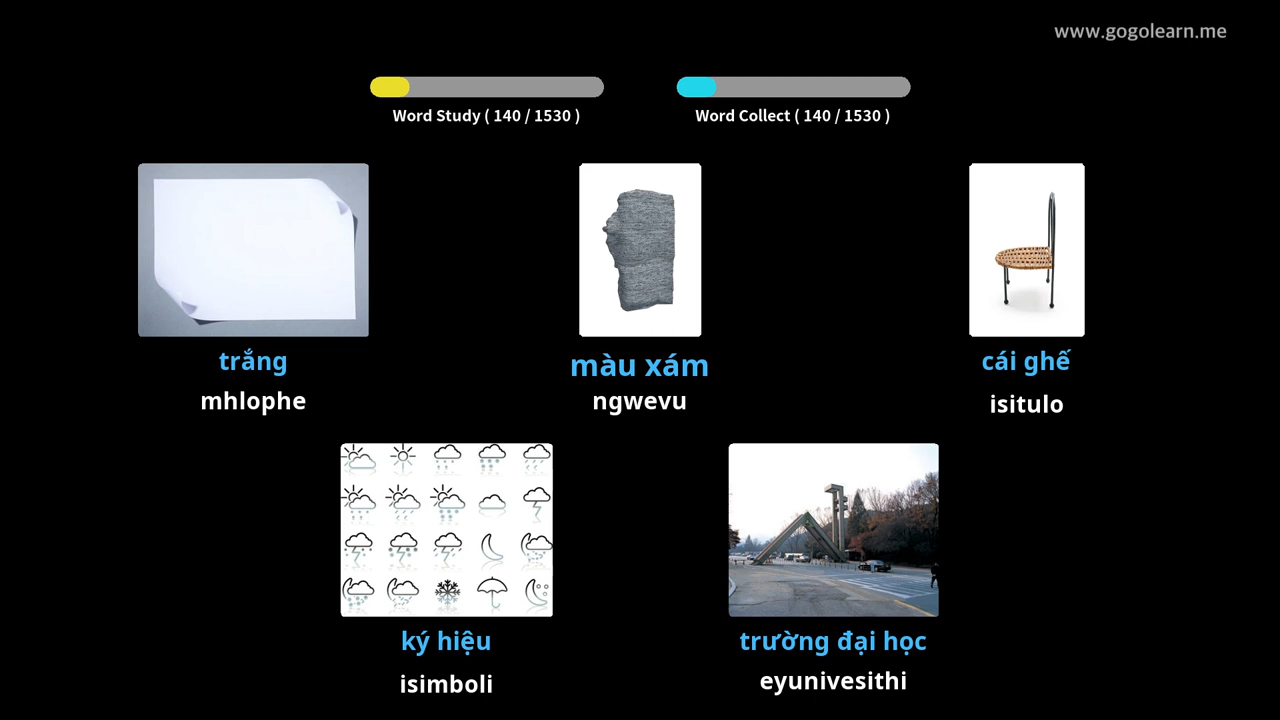 www.gogolearn.me
Word Study ( 140 / 1530 )
Word Collect ( 140 / 1530 )
trắng
mhlophe
màu xám
ngwevu
cái ghế
isitulo
ký hiệu
isimboli
trường đại học
eyunivesithi